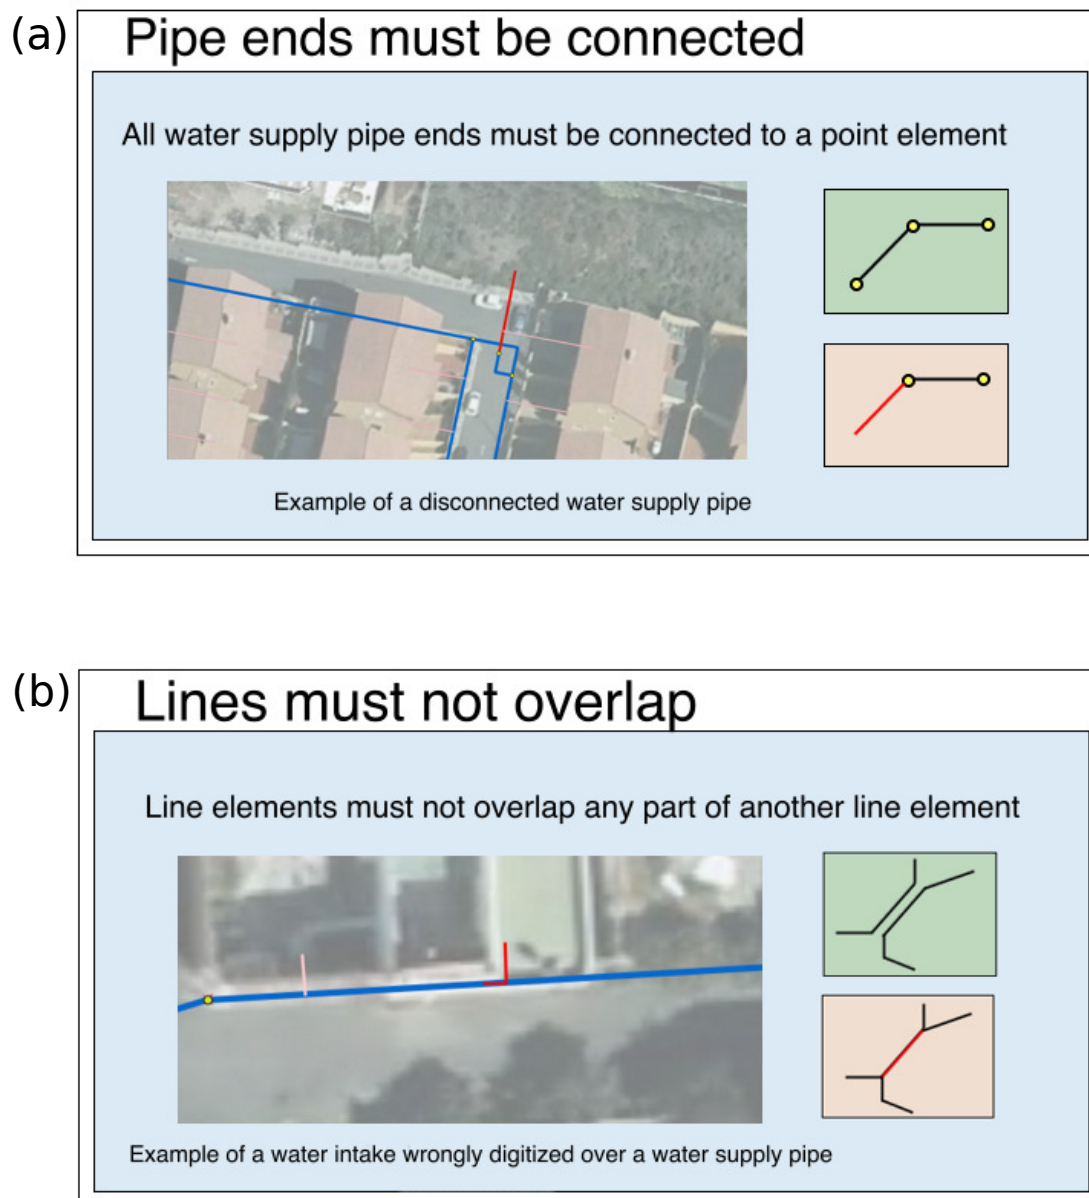 (a)
Pipe ends must be connected
All water supply pipe ends must be connected to a point element
Example of a disconnected water supply pipe
(b)
Lines must not overlap
Line elements must not overlap any part of another line element
Example of a water intake wrongly digitized over a water supply pipe